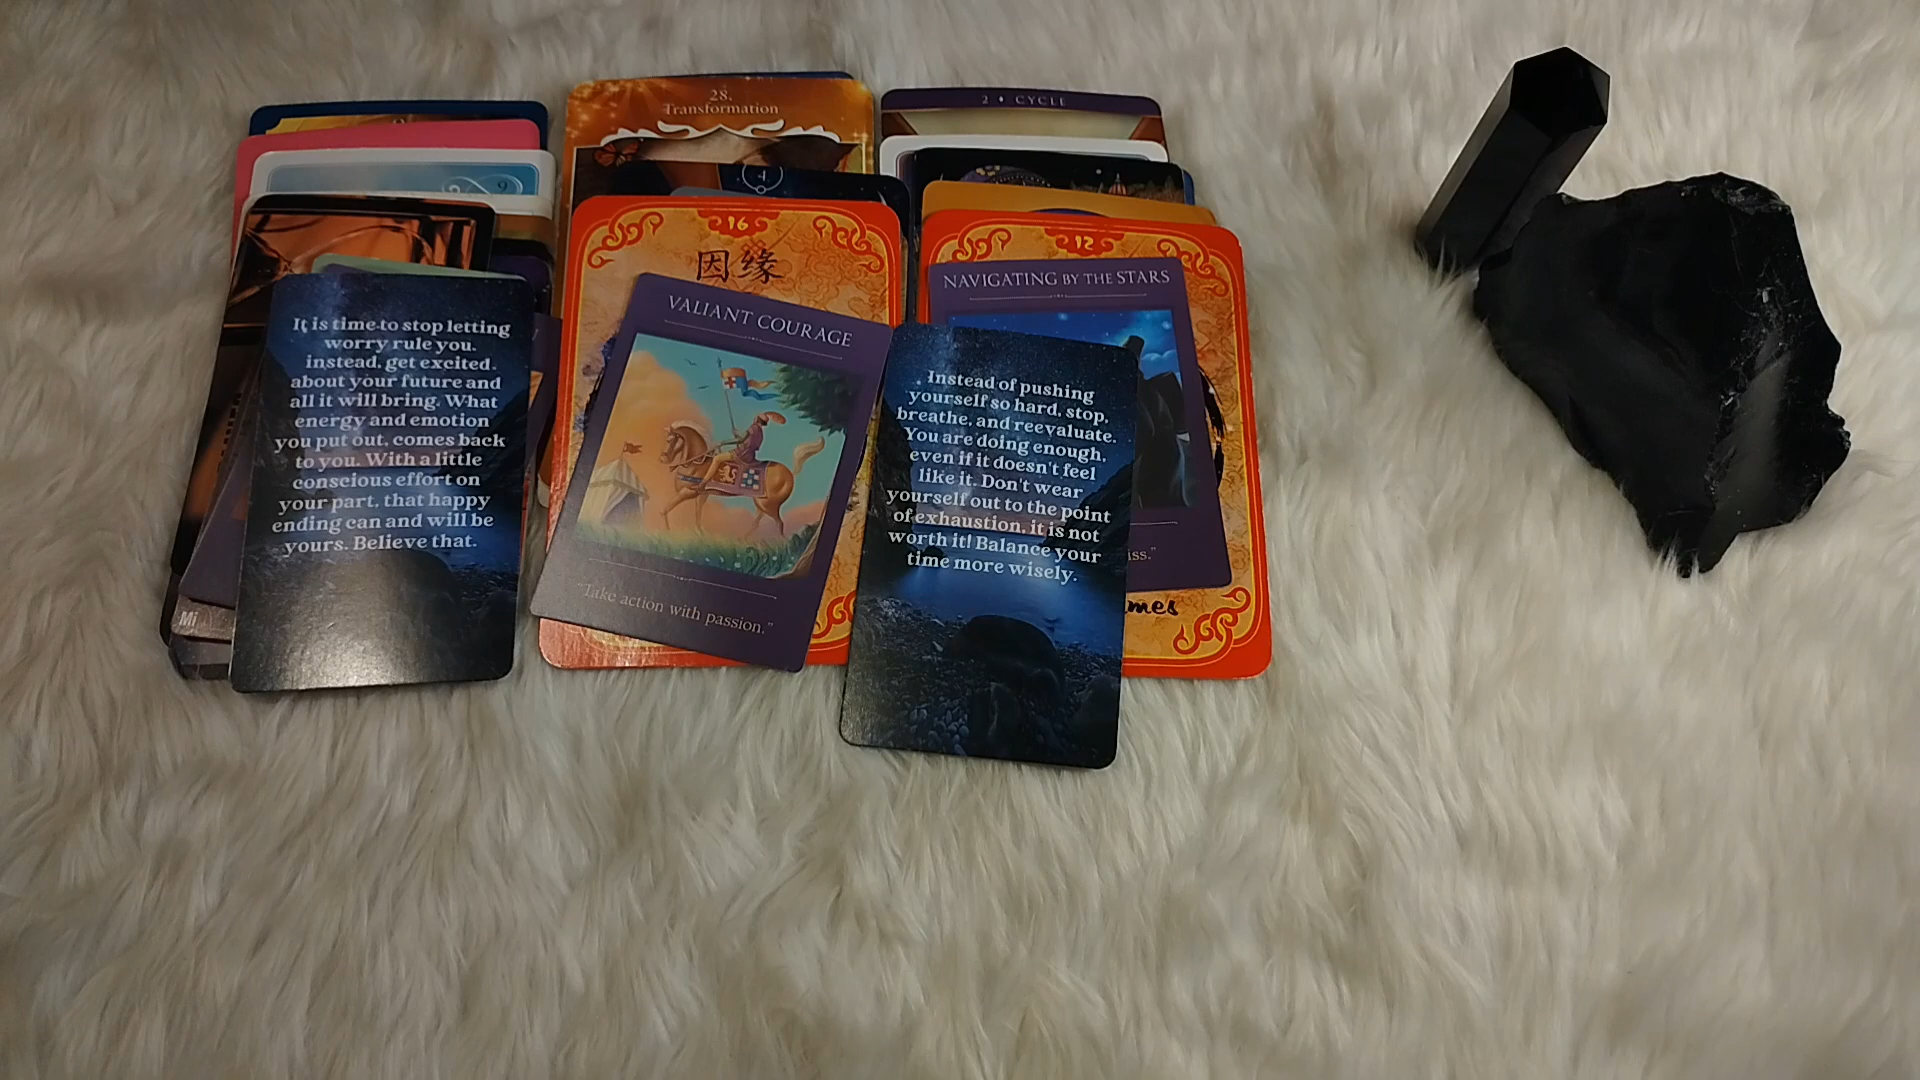 28.
Transformation
2 ♦ CYCLE
9
16
因缘
12
It is time to stop letting
worry rule you.
instead, get excited.
about your future and
all it will bring. What
energy and emotion
you put out, comes back
to you. With a little
conscious effort on
your part, that happy
ending can and will be
yours. Believe that.
Mi
VALIANT COURAGE
"Take action with passion."
NAVIGATING BY THE STARS
iss."
mes
Instead of pushing
yourself so hard, stop,
breathe, and reevaluate.
You are doing enough,
even if it doesn't feel
like it. Don't wear
yourself out to the point
of exhaustion, it is not
worth it! Balance your
time more wisely.